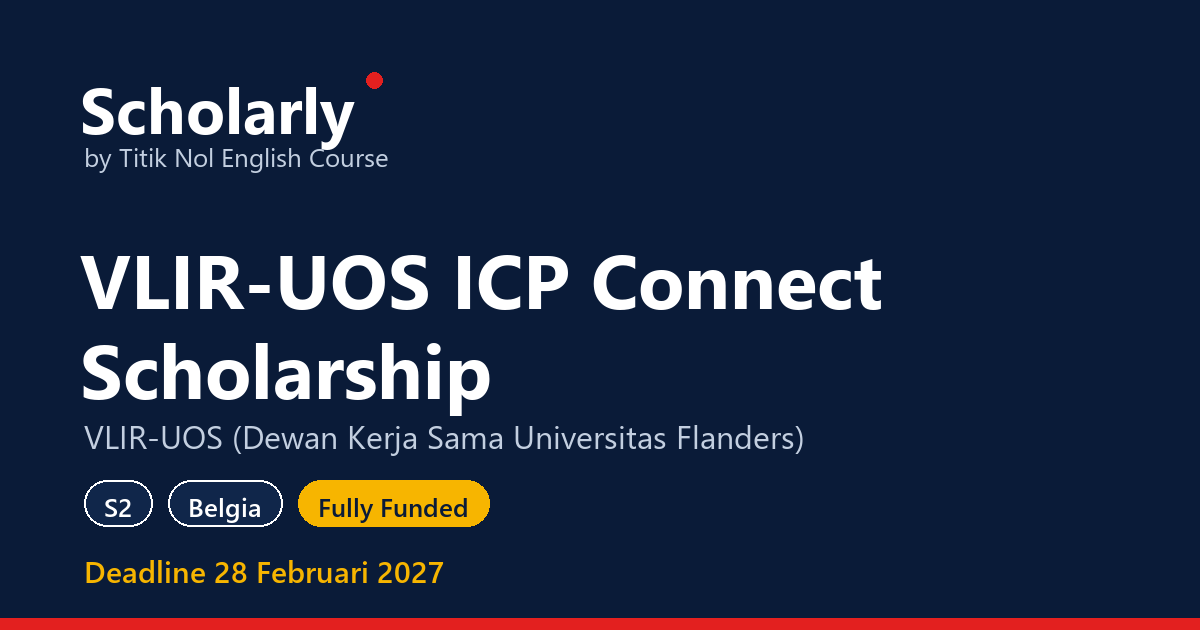 Scholarly
by Titik Nol English Course
VLIR-UOS ICP Connect
Scholarship
VLIR-UOS (Dewan Kerja Sama Universitas Flanders)
S2 Belgia Fully Funded
Deadline 28 Februari 2027